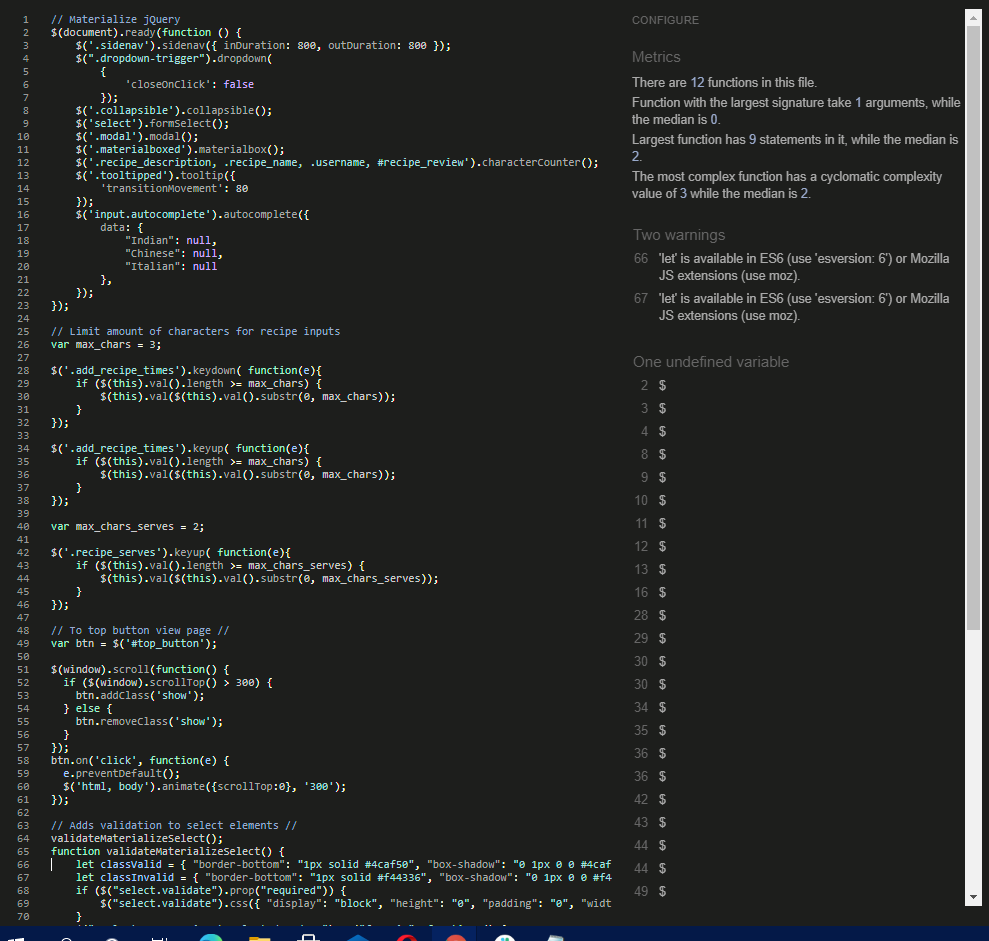 1 // Materialize jQuery
2 $(document).ready(function () {
3 $('.sidenav').sidenav({ inDuration: 800, outDuration: 800 });
4 $(".dropdown-trigger").dropdown(
5 {
6 'closeOnClick': false
7 });
8 $('.collapsible').collapsible();
9 $('select').formSelect();
10 $('.modal').modal();
11 $('.materialboxed').materialbox();
12 $('.recipe_description, .recipe_name, .username, #recipe_review').characterCounter();
13 $('.tooltipped').tooltip({
14 'transitionMovement': 80
15 });
16 $('input.autocomplete').autocomplete({
17 data: {
18 "Indian": null,
19 "Chinese": null,
20 "Italian": null
21 },
22 });
23 });
24
25 // Limit amount of characters for recipe inputs
26 var max_chars = 3;
27
28 $('.add_recipe_times').keydown( function(e){
29 if ($(this).val().length >= max_chars) {
30 $(this).val($(this).val().substr(0, max_chars));
31 }
32 });
33
34 $('.add_recipe_times').keyup( function(e){
35 if ($(this).val().length >= max_chars) {
36 $(this).val($(this).val().substr(0, max_chars));
37 }
38 });
39
40 var max_chars_serves = 2;
41
42 $('.recipe_serves').keyup( function(e){
43 if ($(this).val().length >= max_chars_serves) {
44 $(this).val($(this).val().substr(0, max_chars_serves));
45 }
46 });
47
48 // To top button view page //
49 var btn = $('#top_button');
50
51 $(window).scroll(function() {
52 if ($(window).scrollTop() > 300) {
53 btn.addClass('show');
54 } else {
55 btn.removeClass('show');
56 }
57 });
58 btn.on('click', function(e) {
59 e.preventDefault();
60 $('html, body').animate({scrollTop:0}, '300');
61 });
62
63 // Adds validation to select elements //
64 validateMaterializeSelect();
65 function validateMaterializeSelect() {
66 let classValid = { "border-bottom": "1px solid #4caf50", "box-shadow": "0 1px 0 0 #4caf
67 let classInvalid = { "border-bottom": "1px solid #f44336", "box-shadow": "0 1px 0 0 #f4
68 if ($("select.validate").prop("required")) {
69 $("select.validate").css({ "display": "block", "height": "0", "padding": "0", "widt
70 }
CONFIGURE
Metrics
There are 12 functions in this file.
Function with the largest signature take 1 arguments, while
the median is 0.
Largest function has 9 statements in it, while the median is
2.
The most complex function has a cyclomatic complexity
value of 3 while the median is 2.
Two warnings
66 'let' is available in ES6 (use 'esversion: 6') or Mozilla
JS extensions (use moz).
67 'let' is available in ES6 (use 'esversion: 6') or Mozilla
JS extensions (use moz).
One undefined variable
2 $
3 $
4 $
8 $
9 $
10 $
11 $
12 $
13 $
16 $
28 $
29 $
30 $
30 $
34 $
35 $
36 $
36 $
42 $
43 $
44 $
44 $
49 $